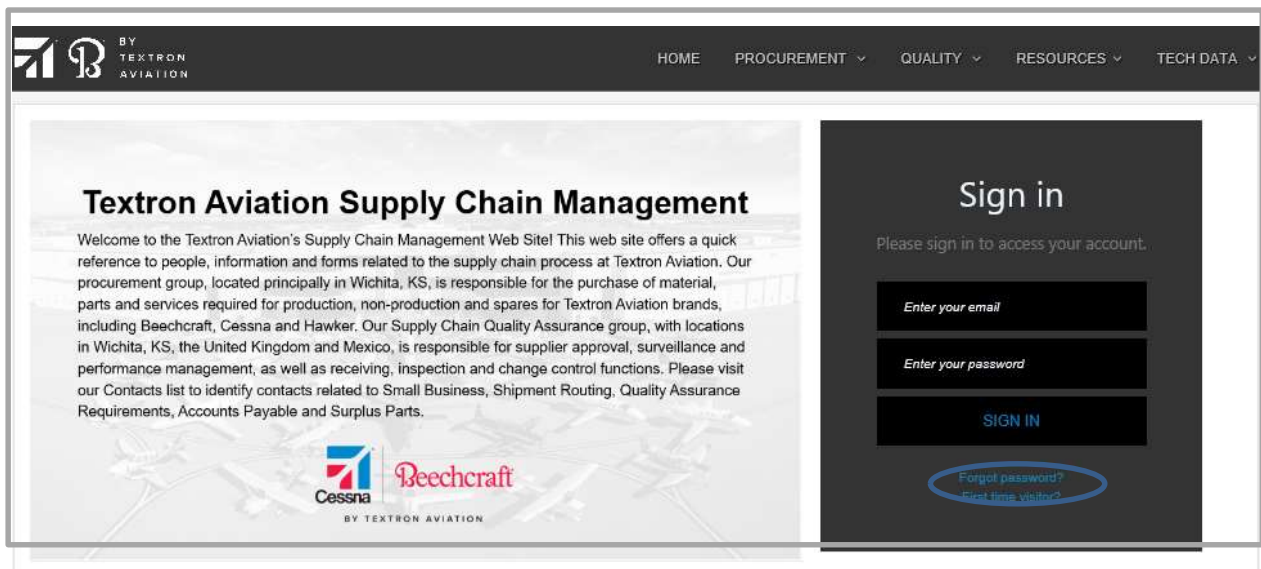 BY
TEXTRON
AVIATION
HOME PROCUREMENT QUALITY RESOURCES TECH DATA
Textron Aviation Supply Chain Management
Welcome to the Textron Aviation's Supply Chain Management Web Site! This web site offers a quick
reference to people, information and forms related to the supply chain process at Textron Aviation. Our
procurement group, located principally in Wichita, KS, is responsible for the purchase of material,
parts and services required for production, non-production and spares for Textron Aviation brands,
including Beechcraft, Cessna and Hawker. Our Supply Chain Quality Assurance group, with locations
in Wichita, KS, the United Kingdom and Mexico, is responsible for supplier approval, surveillance and
performance management, as well as receiving, inspection and change control functions. Please visit
our Contacts list to identify contacts related to Small Business, Shipment Routing, Quality Assurance
Requirements, Accounts Payable and Surplus Parts.
Cessna
Beechcraft
BY TEXTRON AVIATION
Sign in
Please sign in to access your account.
Enter your email
Enter your password
SIGN IN
Forgot password?
First time visitor?